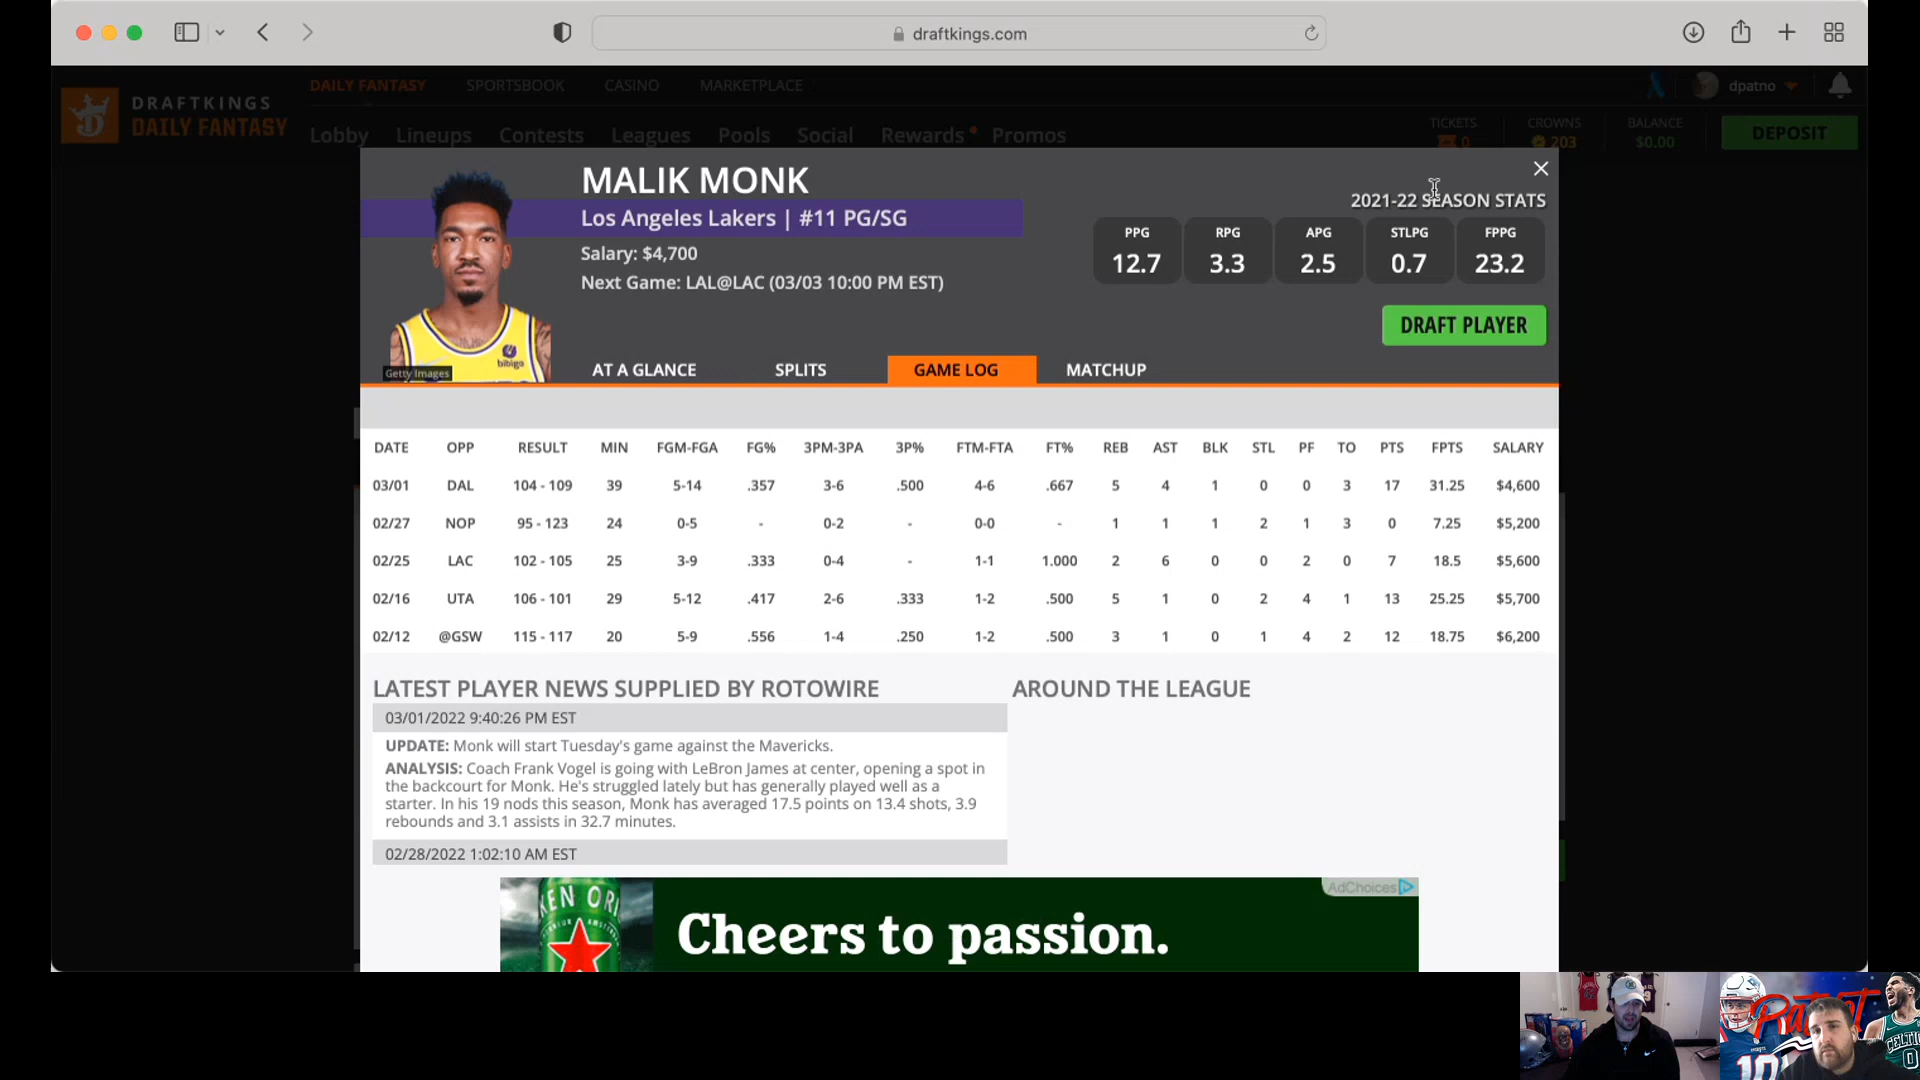 draftkings.com
DRAFTKINGS
DAILY FANTASY
DAILY FANTASY SPORTSBOOK CASINO MARKETPLACE
dpatno
Lobby Lineups Contests Leagues Pools Social Rewards Promos
TICKETS CROWNS BALANCE
0 203 $0.00
DEPOSIT
MALIK MONK
Los Angeles Lakers | #11 PG/SG
Salary: $4,700
Next Game: LAL@LAC (03/03 10:00 PM EST)
bibigo
Getty Images
2021-22 SEASON STATS
PPG RPG APG STLPG FPPG
12.7 3.3 2.5 0.7 23.2
DRAFT PLAYER
AT A GLANCE SPLITS GAME LOG MATCHUP
DATE OPP RESULT MIN FGM-FGA FG% 3PM-3PA 3P% FTM-FTA FT% REB AST BLK STL PF TO PTS FPTS SALARY
03/01 DAL 104 - 109 39 5-14 .357 3-6 .500 4-6 .667 5 4 1 0 0 3 17 31.25 $4,600
02/27 NOP 95 - 123 24 0-5 - 0-2 - 0-0 - 1 1 1 2 1 3 0 7.25 $5,200
02/25 LAC 102 - 105 25 3-9 .333 0-4 - 1-1 1.000 2 6 0 0 2 0 7 18.5 $5,600
02/16 UTA 106 - 101 29 5-12 .417 2-6 .333 1-2 .500 5 1 0 2 4 1 13 25.25 $5,700
02/12 @GSW 115 - 117 20 5-9 .556 1-4 .250 1-2 .500 3 1 0 1 4 2 12 18.75 $6,200
LATEST PLAYER NEWS SUPPLIED BY ROTOWIRE
AROUND THE LEAGUE
03/01/2022 9:40:26 PM EST
UPDATE: Monk will start Tuesday's game against the Mavericks.
ANALYSIS: Coach Frank Vogel is going with LeBron James at center, opening a spot in
the backcourt for Monk. He's struggled lately but has generally played well as a
starter. In his 19 nods this season, Monk has averaged 17.5 points on 13.4 shots, 3.9
rebounds and 3.1 assists in 32.7 minutes.
02/28/2022 1:02:10 AM EST
AdChoices
KEN ORI
Cheers to passion.